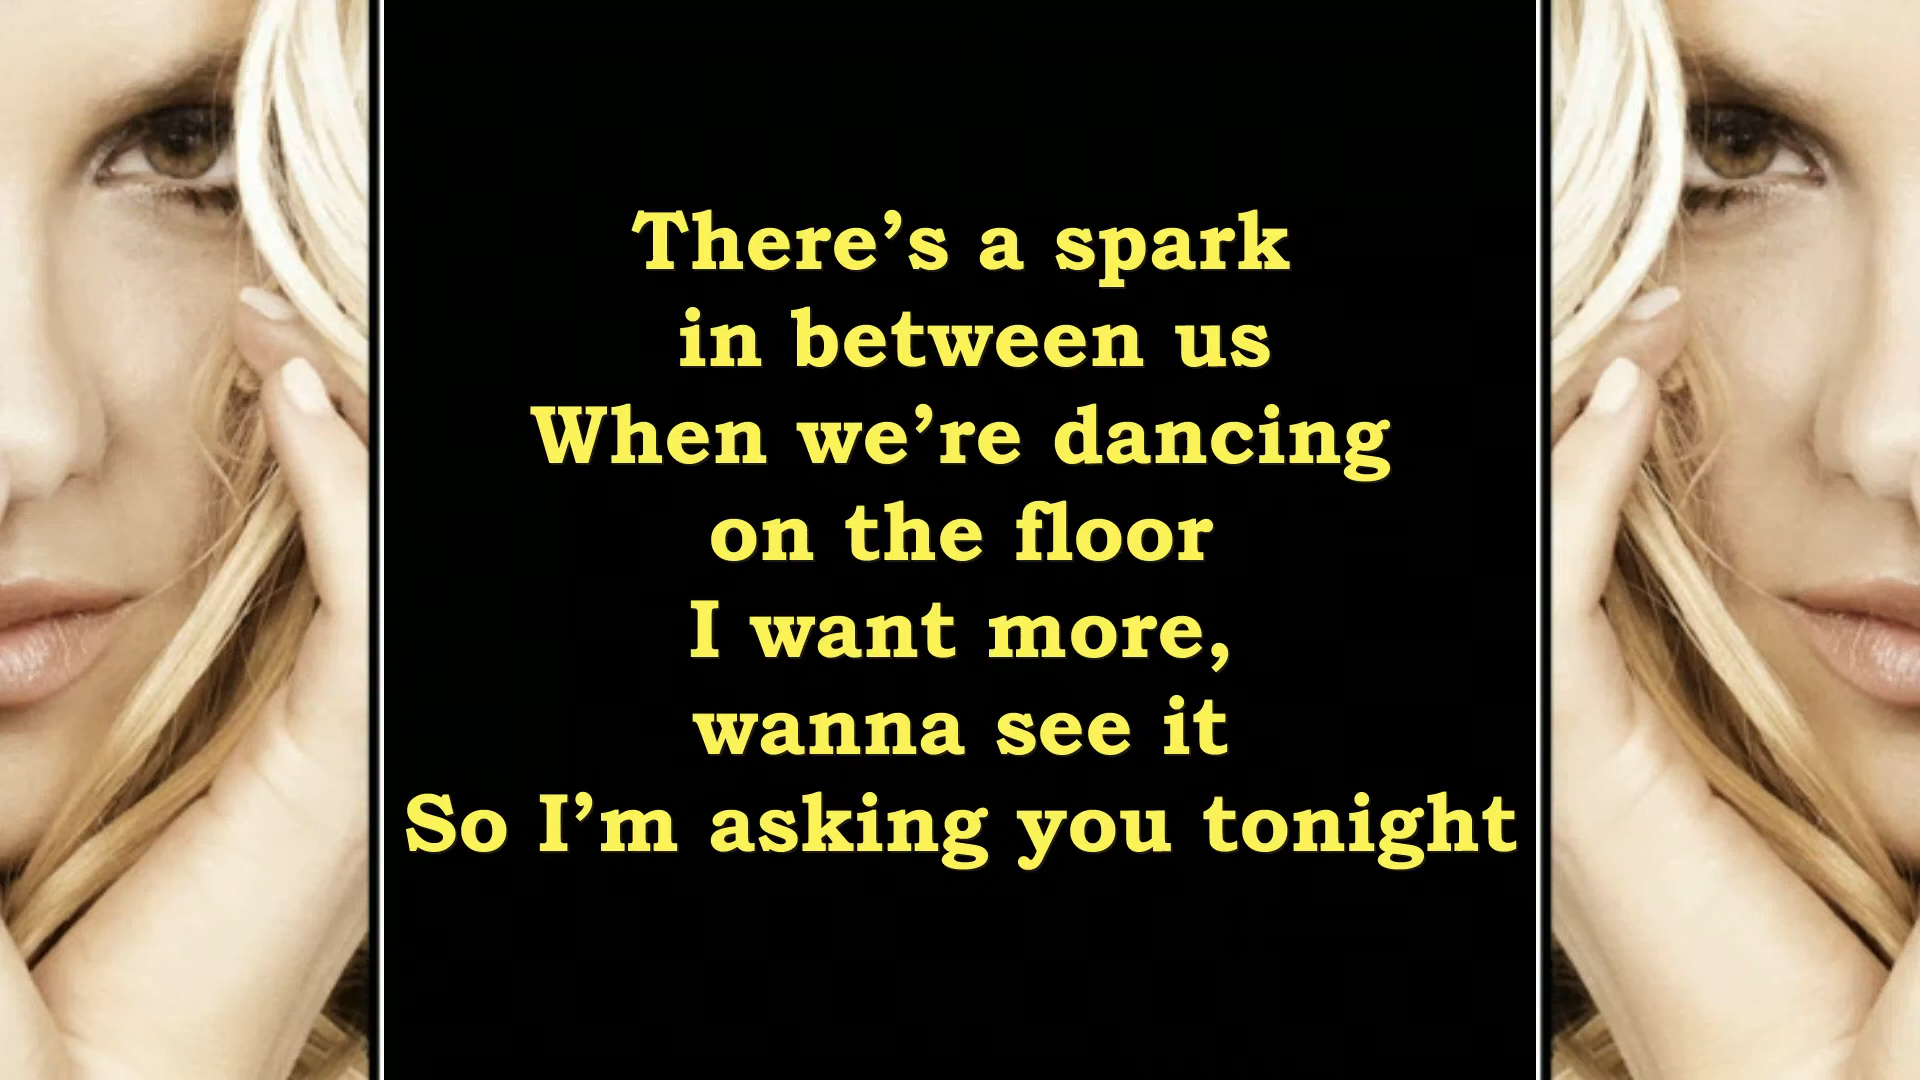 There’s a spark
in between us
When we’re dancing
on the floor
I want more,
wanna see it
So I’m asking you tonight